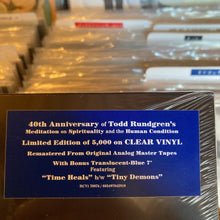 40th Anniversary of Todd Rundgren's
Meditation on Spirituality and the Human Condition
Limited Edition of 5,000 on CLEAR VINYL
Remastered From Original Analog Master Tapes
With Bonus Translucent-Blue 7"
Featuring
"Time Heals" b/w "Tiny Demons"